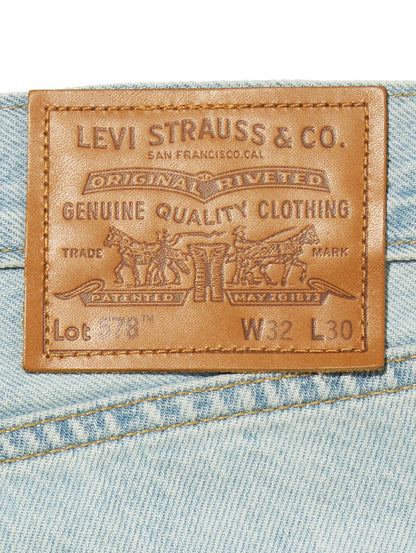 LEVI STRAUSS & CO.
SAN FRANCISCO.CAL
ORIGINAL RIVETED
GENUINE QUALITY CLOTHING
TRADE MARK
PATENTED MAY 20 1873
Lot 578™ W32 L30